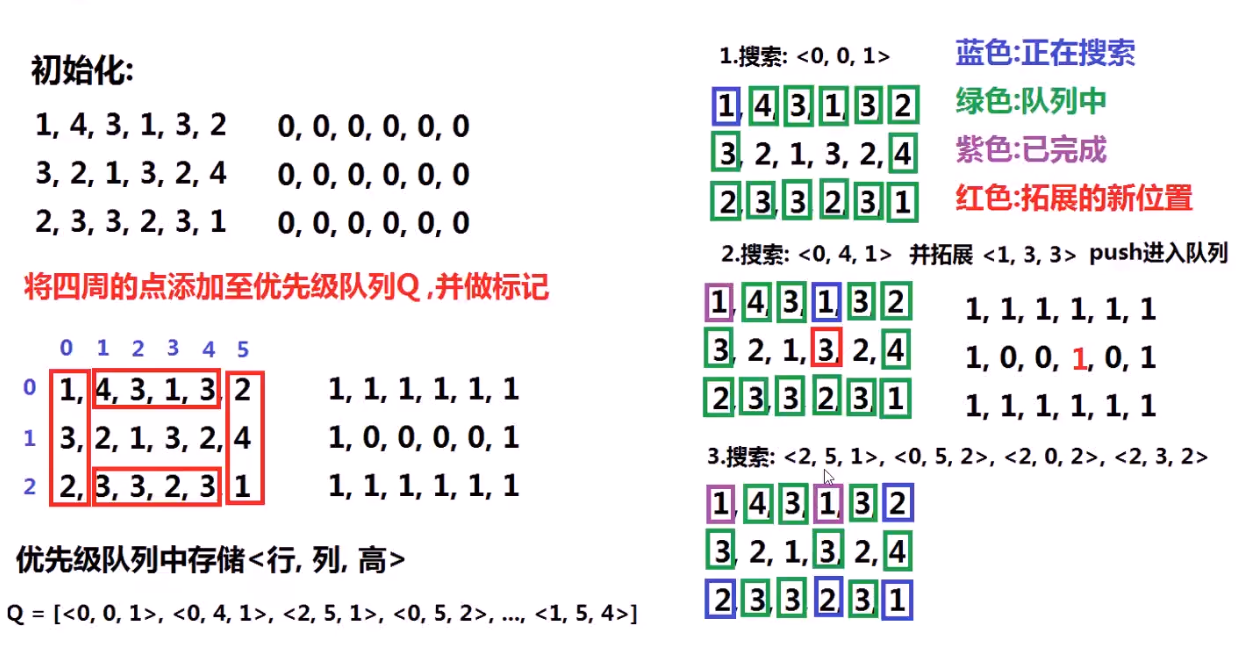 初始化:
1, 4, 3, 1, 3, 2
0, 0, 0, 0, 0, 0
3, 2, 1, 3, 2, 4
0, 0, 0, 0, 0, 0
2, 3, 3, 2, 3, 1
0, 0, 0, 0, 0, 0
将四周的点添加至优先级队列Q ,并做标记
0 1 2 3 4 5
0 1, 4, 3, 1, 3, 2
1, 1, 1, 1, 1, 1
1 3, 2, 1, 3, 2, 4
1, 0, 0, 0, 0, 1
2 2, 3, 3, 2, 3, 1
1, 1, 1, 1, 1, 1
优先级队列中存储<行, 列, 高>
Q = [<0, 0, 1>, <0, 4, 1>, <2, 5, 1>, <0, 5, 2>, ..., <1, 5, 4>]
1.搜索: <0, 0, 1>
1, 4, 3, 1, 3, 2
3, 2, 1, 3, 2, 4
2, 3, 3, 2, 3, 1
蓝色:正在搜索
绿色:队列中
紫色:已完成
红色:拓展的新位置
2.搜索: <0, 4, 1> 并拓展 <1, 3, 3> push进入队列
1, 4, 3, 1, 3, 2
3, 2, 1, 3, 2, 4
2, 3, 3, 2, 3, 1
1, 1, 1, 1, 1, 1
1, 0, 0, 1, 0, 1
1, 1, 1, 1, 1, 1
3.搜索: <2, 5, 1>, <0, 5, 2>, <2, 0, 2>, <2, 3, 2>
1, 4, 3, 1, 3, 2
3, 2, 1, 3, 2, 4
2, 3, 3, 2, 3, 1